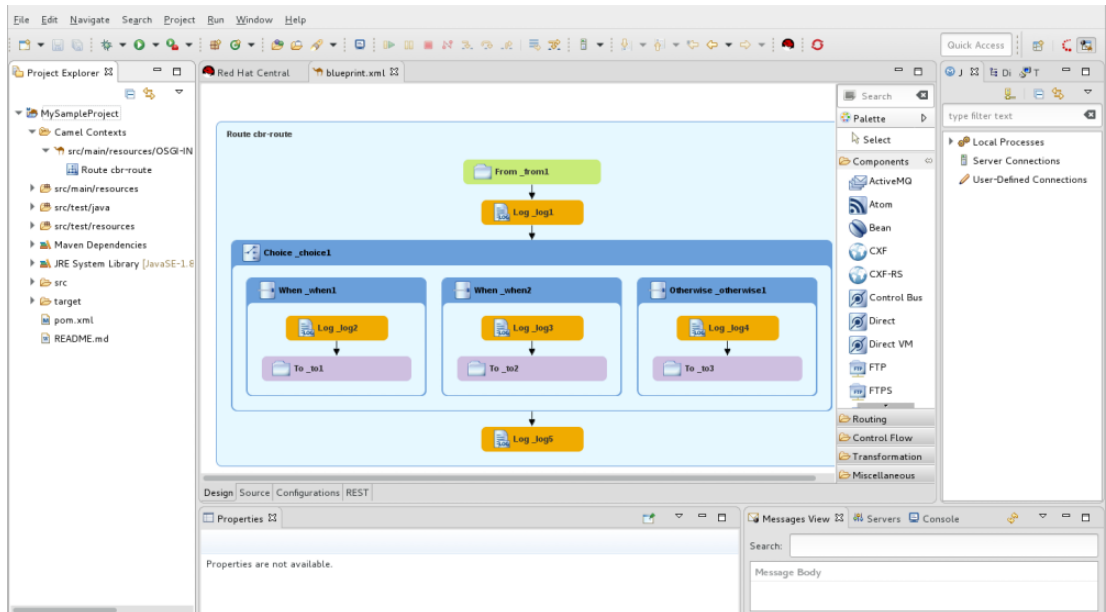 File Edit Navigate Search Project Run Window Help
Quick Access
Project Explorer
MySampleProject
Camel Contexts
src/main/resources/OSGI-IN
Route cbr-route
src/main/resources
src/test/java
src/test/resources
Maven Dependencies
JRE System Library [JavaSE-1.8
src
target
pom.xml
README.md
Red Hat Central
blueprint.xml
Route cbr-route
From _from1
Log _log1
Choice _choice1
When _when1
When _when2
Otherwise _otherwise1
Log _log2
Log _log3
Log _log4
To _to1
To _to2
To _to3
Log _log5
Design Source Configurations REST
Search
Palette
Select
Components
ActiveMQ
Atom
Bean
CXF
CXF-RS
Control Bus
Direct
Direct VM
FTP
FTPS
Routing
Control Flow
Transformation
Miscellaneous
J Di T
type filter text
Local Processes
Server Connections
User-Defined Connections
Properties
Properties are not available.
Messages View Servers Console
Search:
Message Body